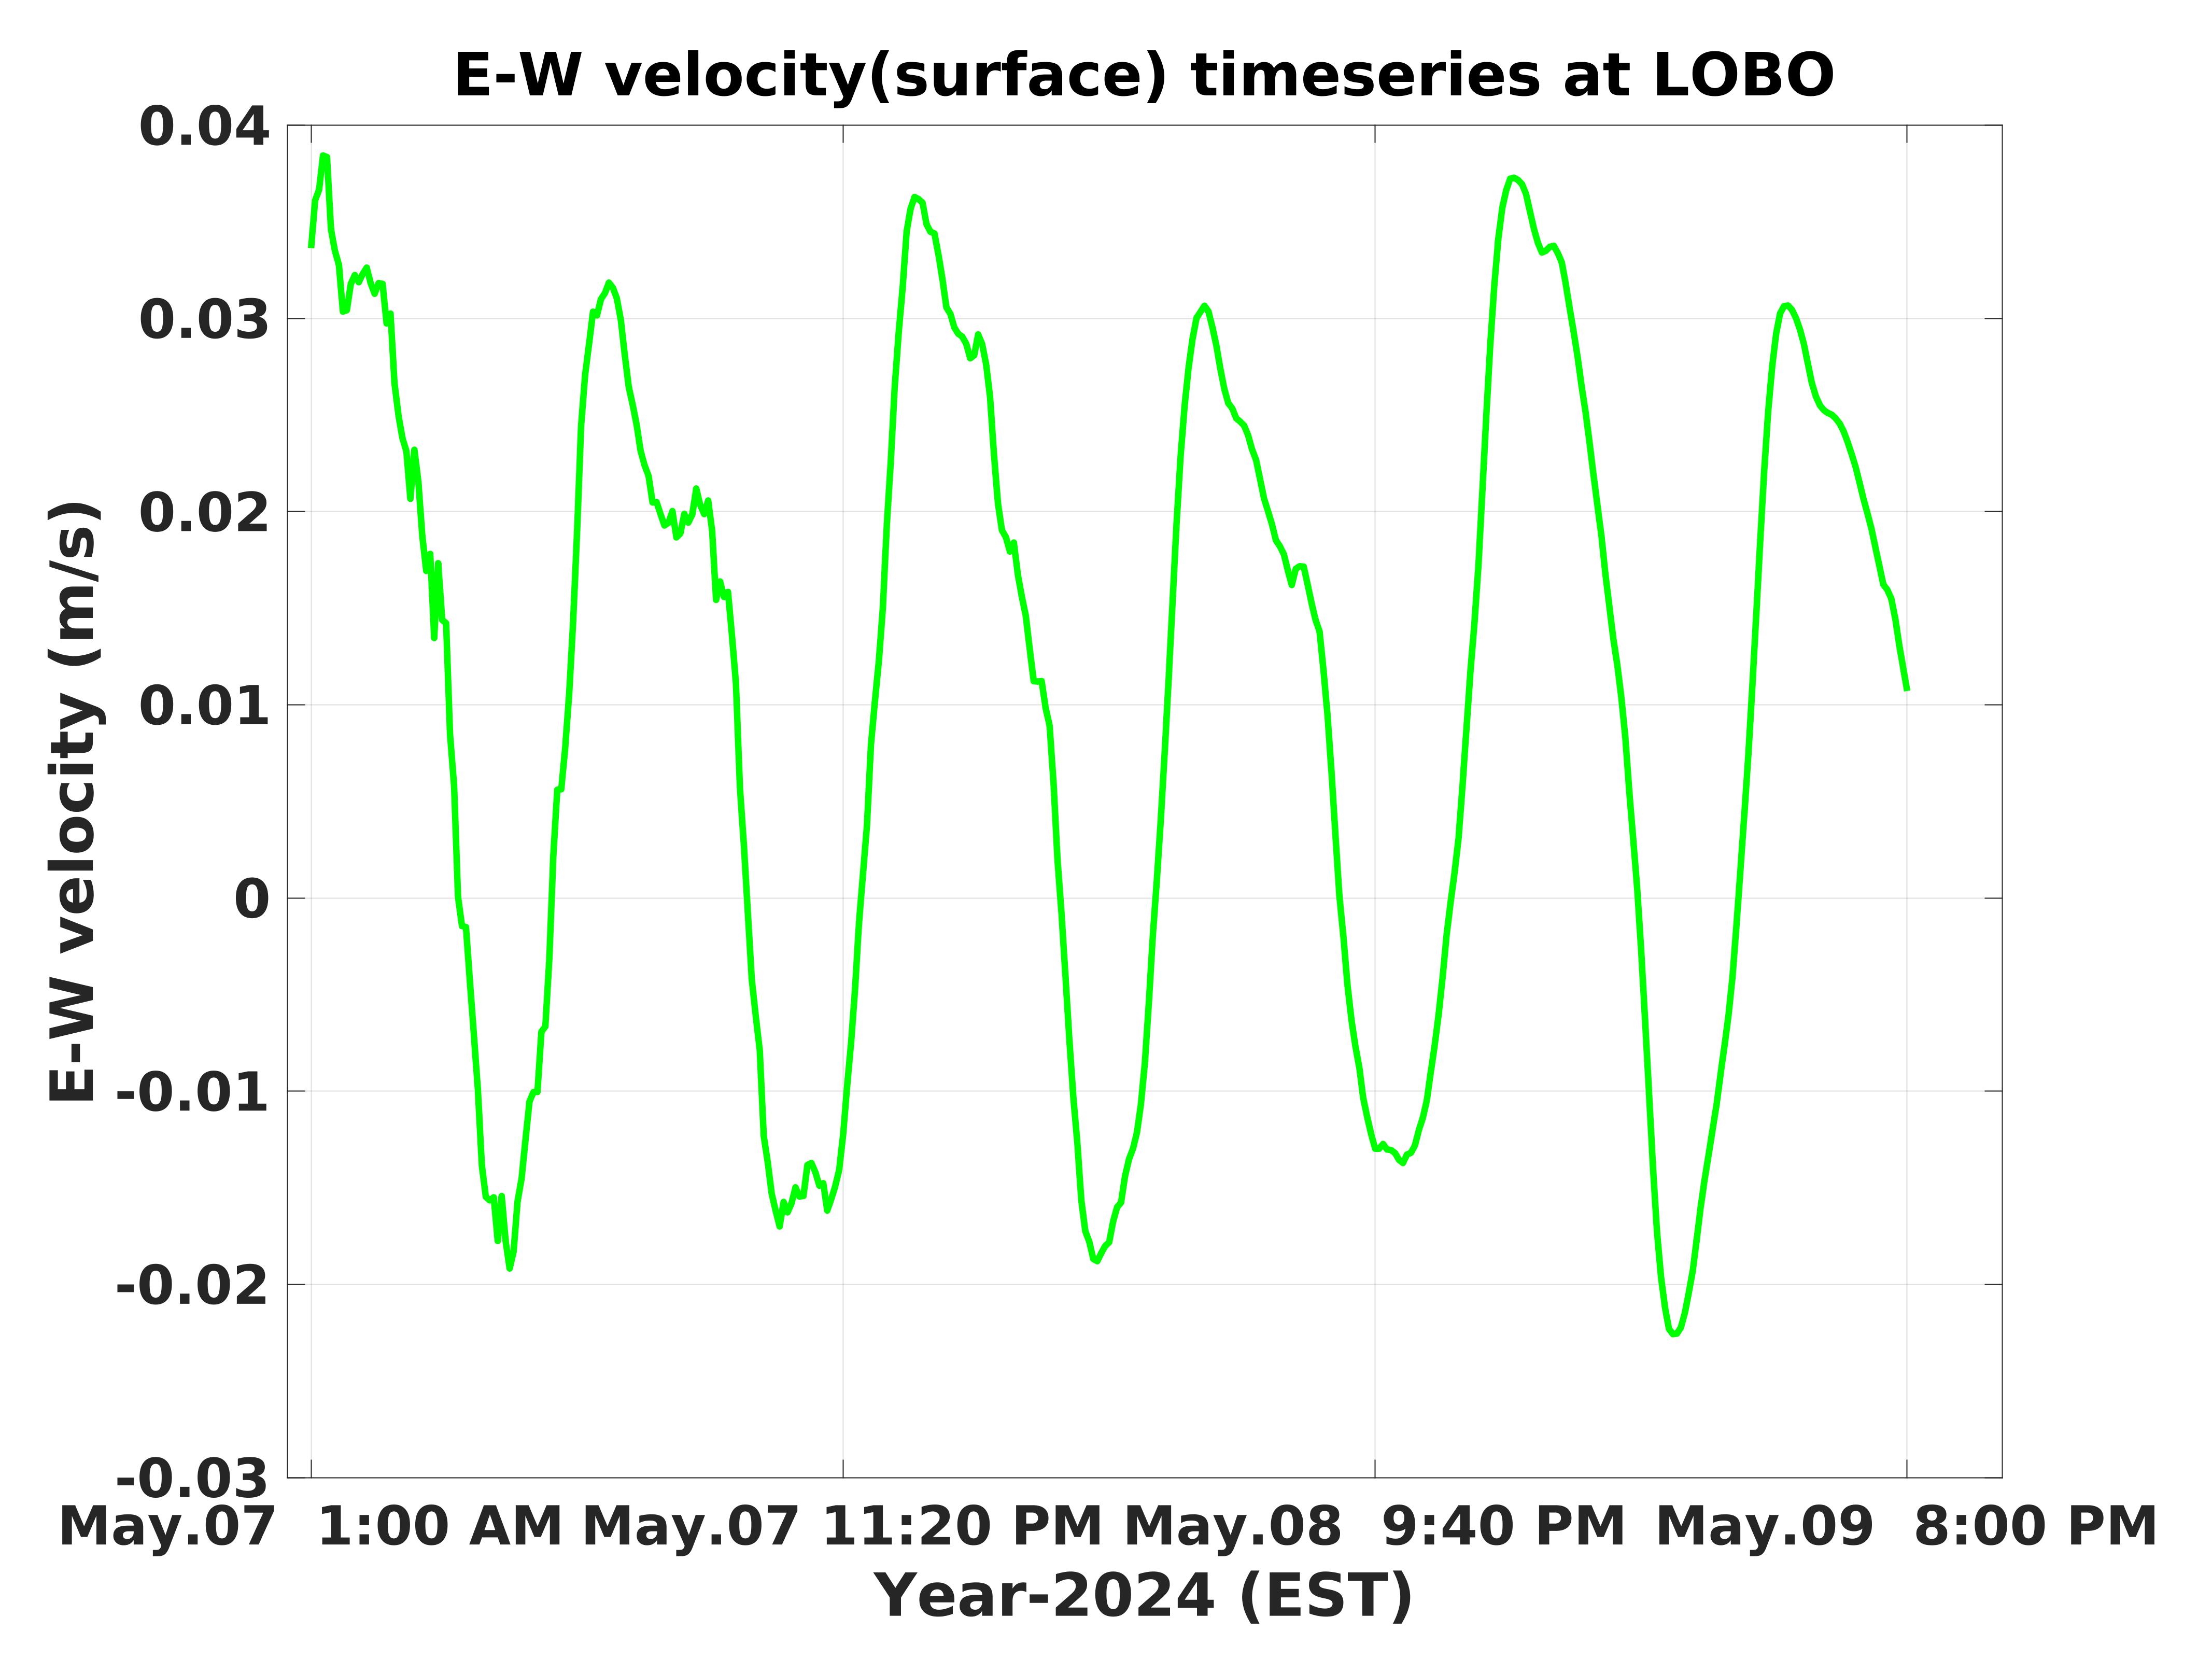 E-W velocity(surface) timeseries at LOBO
E-W velocity (m/s)
0.04
0.03
0.02
0.01
0
-0.01
-0.02
-0.03
May.07 1:00 AM May.07 11:20 PM May.08 9:40 PM May.09 8:00 PM
Year-2024 (EST)